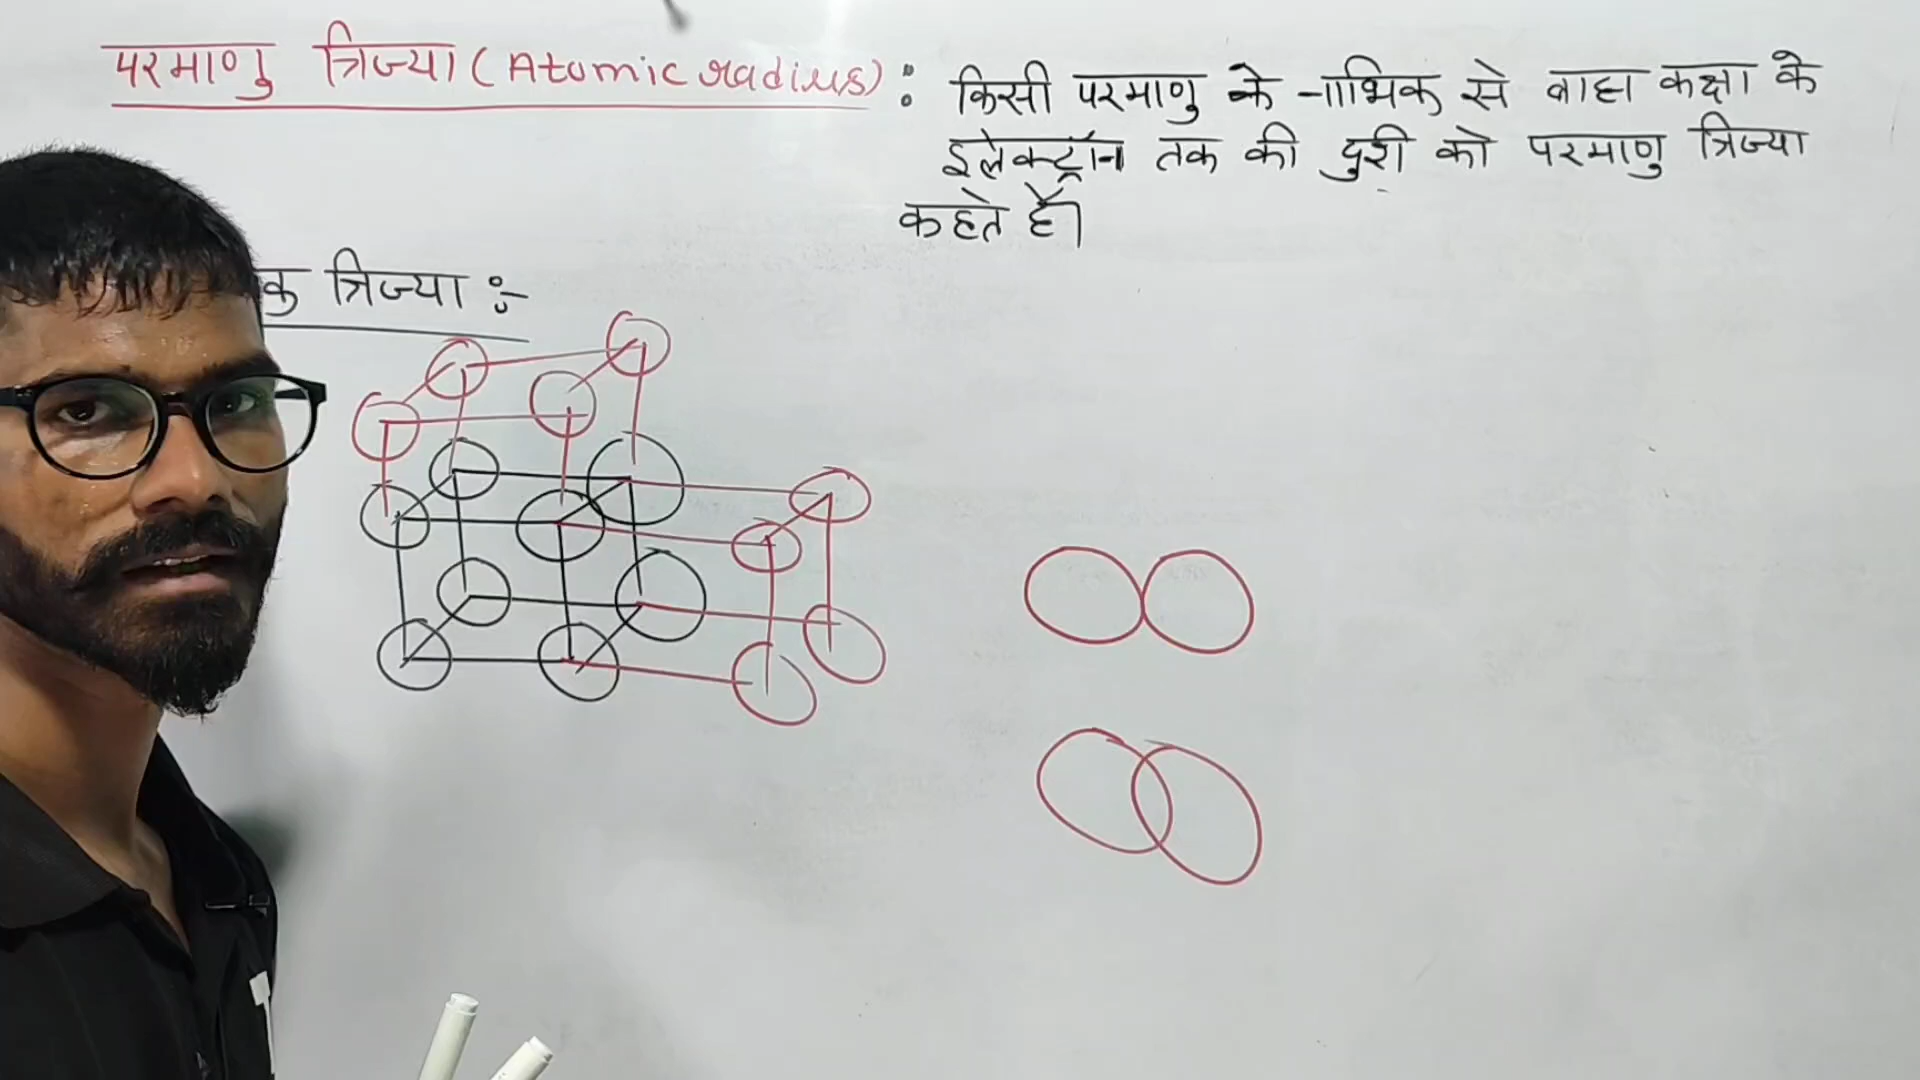 परमाणु त्रिज्या (Atomic radius) :
किसी परमाणु के नाभिक से बाह्य कक्षा के
इलेक्ट्रॉन तक की दुरी को परमाणु त्रिज्या
कहते हैं।
त्रिज्या :-